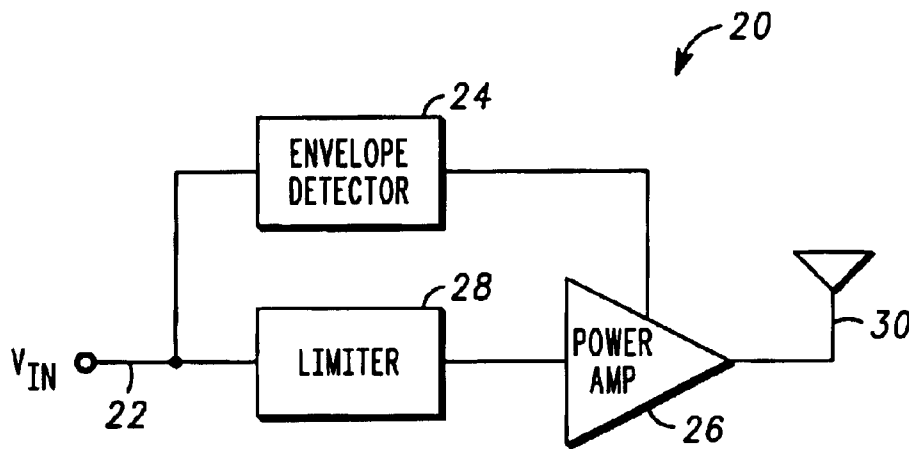 20
24
ENVELOPE
DETECTOR
28
30
V_IN
LIMITER
POWER
AMP
22
26